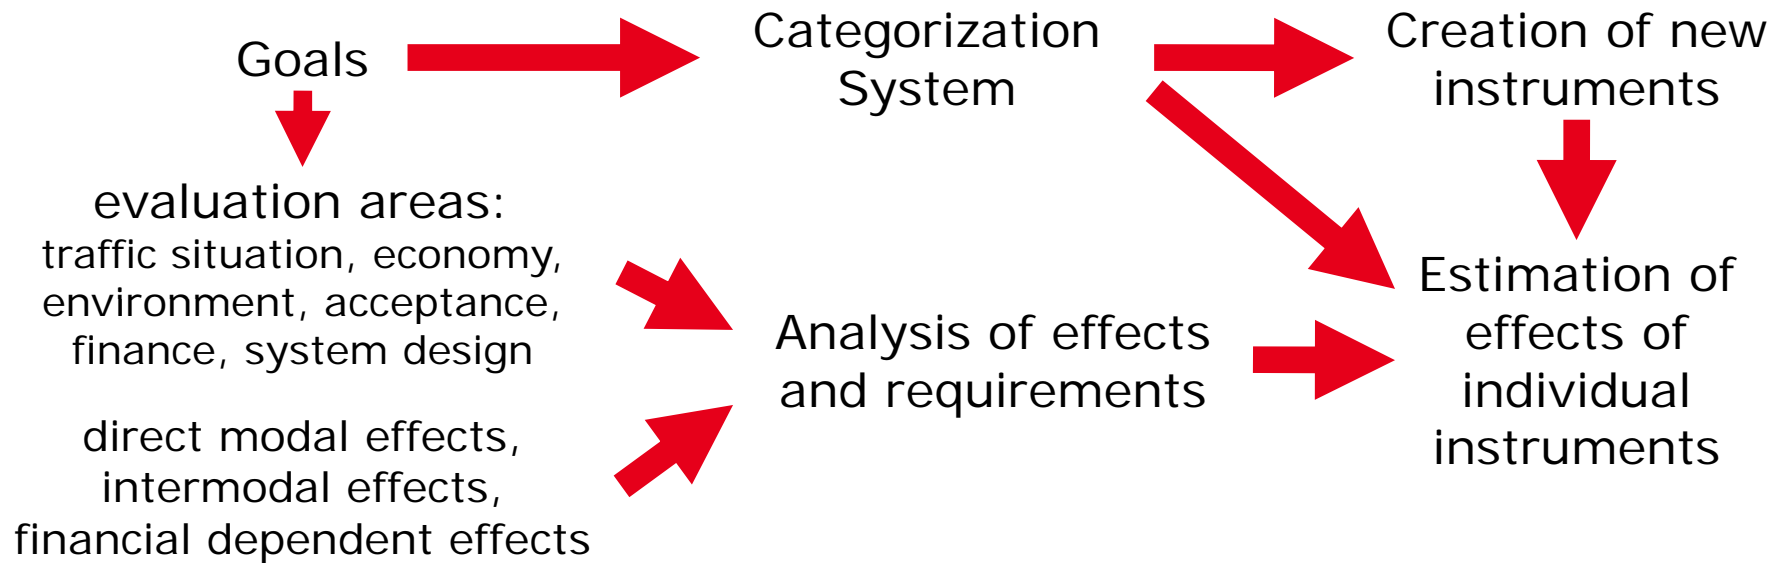 Goals
Categorization
System
Creation of new
instruments
evaluation areas:
traffic situation, economy,
environment, acceptance,
finance, system design
direct modal effects,
intermodal effects,
financial dependent effects
Analysis of effects
and requirements
Estimation of
effects of
individual
instruments